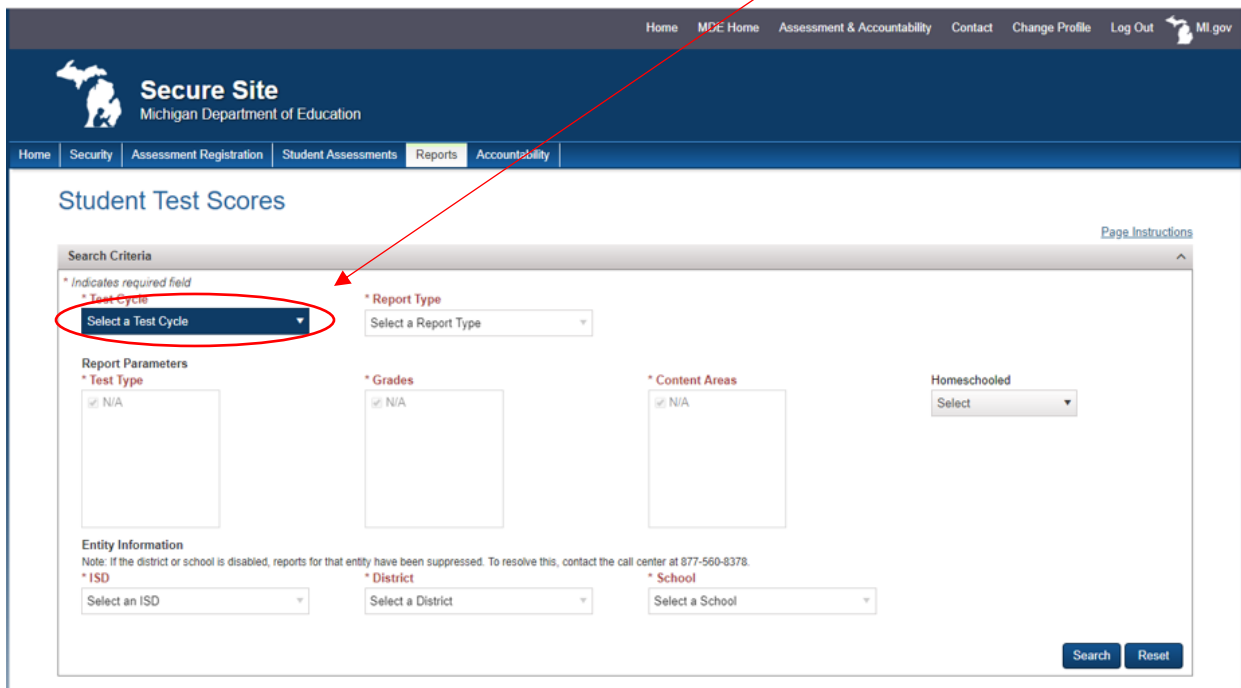 Home MDE Home Assessment & Accountability Contact Change Profile Log Out MI.gov
Secure Site
Michigan Department of Education
Home Security Assessment Registration Student Assessments Reports Accountability
Student Test Scores
Page Instructions
Search Criteria
* Indicates required field
* Test Cycle * Report Type
Select a Test Cycle Select a Report Type
Report Parameters
* Test Type * Grades * Content Areas Homeschooled
N/A N/A N/A Select
Entity Information
Note: If the district or school is disabled, reports for that entity have been suppressed. To resolve this, contact the call center at 877-560-8378.
* ISD * District * School
Select an ISD Select a District Select a School
Search Reset